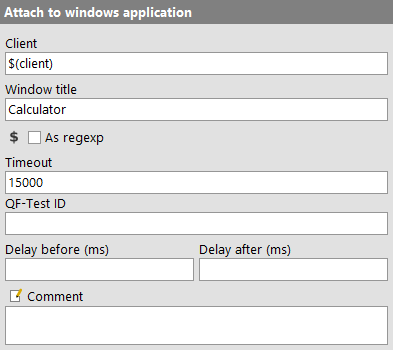 Attach to windows application
Client
$(client)
Window title
Calculator
$ As regexp
Timeout
15000
QF-Test ID
Delay before (ms) Delay after (ms)
Comment